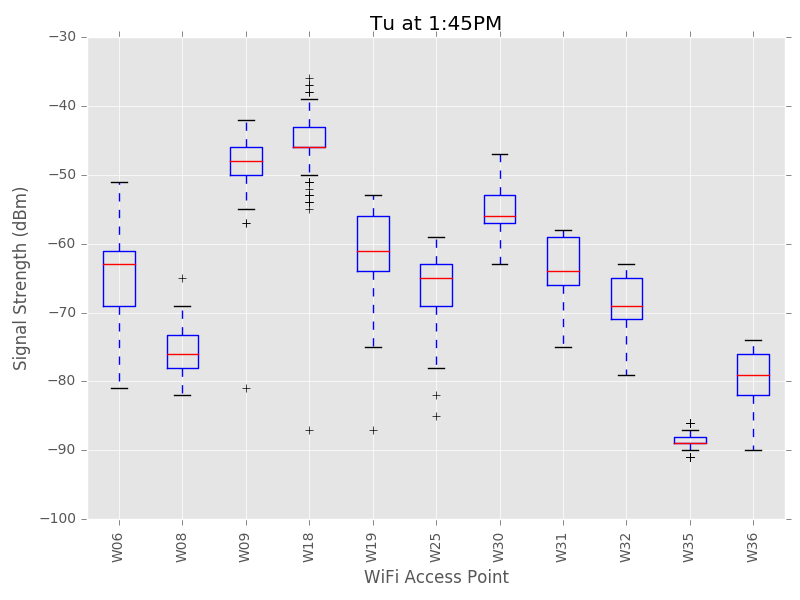 Tu at 1:45PM
−30
−40
−50
−60
−70
−80
−90
−100
Signal Strength (dBm)
W06 W08 W09 W18 W19 W25 W30 W31 W32 W35 W36
WiFi Access Point